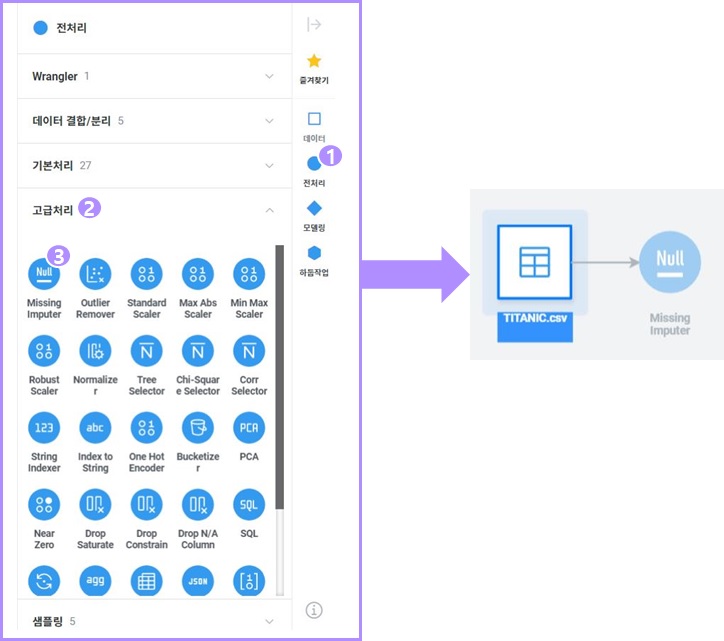 전처리
Wrangler 1
데이터 결합/분리 5
기본처리 27
고급처리 2
3
Null
Missing
Imputer
Outlier
Remover
Standard
Scaler
Max Abs
Scaler
Min Max
Scaler
Robust
Scaler
Normalize
r
N
Tree
Selector
N
Chi-Squar
e Selector
N
Corr
Selector
123
String
Indexer
abc
Index to
String
One Hot
Encoder
Bucketize
r
PCA
PCA
Near
Zero
Drop
Saturate
Drop
Constrain
Drop N/A
Column
SQL
SQL
agg
JSON
샘플링 5
즐겨찾기
데이터
1
전처리
모델링
하둡작업
TITANIC.csv
Null
Missing
Imputer